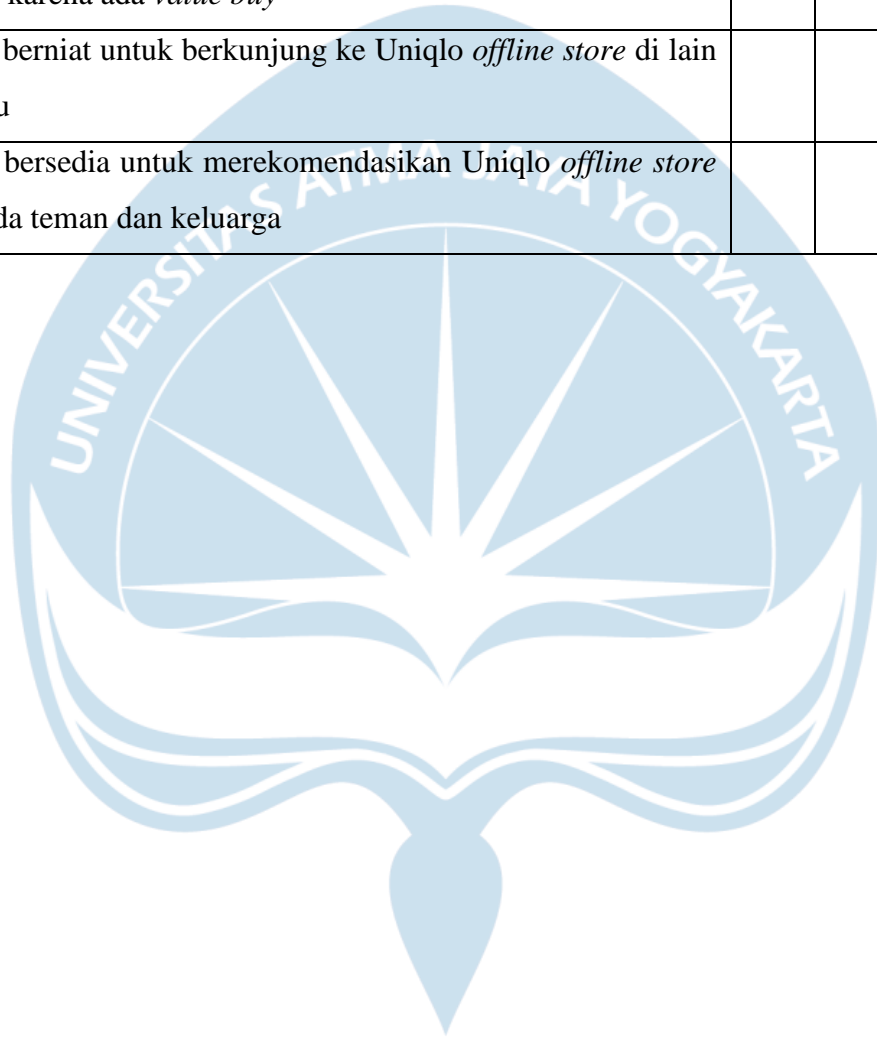 karena ada value buy
berniat untuk berkunjung ke Uniqlo offline store di lain
u
bersedia untuk merekomendasikan Uniqlo offline store
da teman dan keluarga
UNIVERSITAS ATMA JAYA YOGYAKARTA